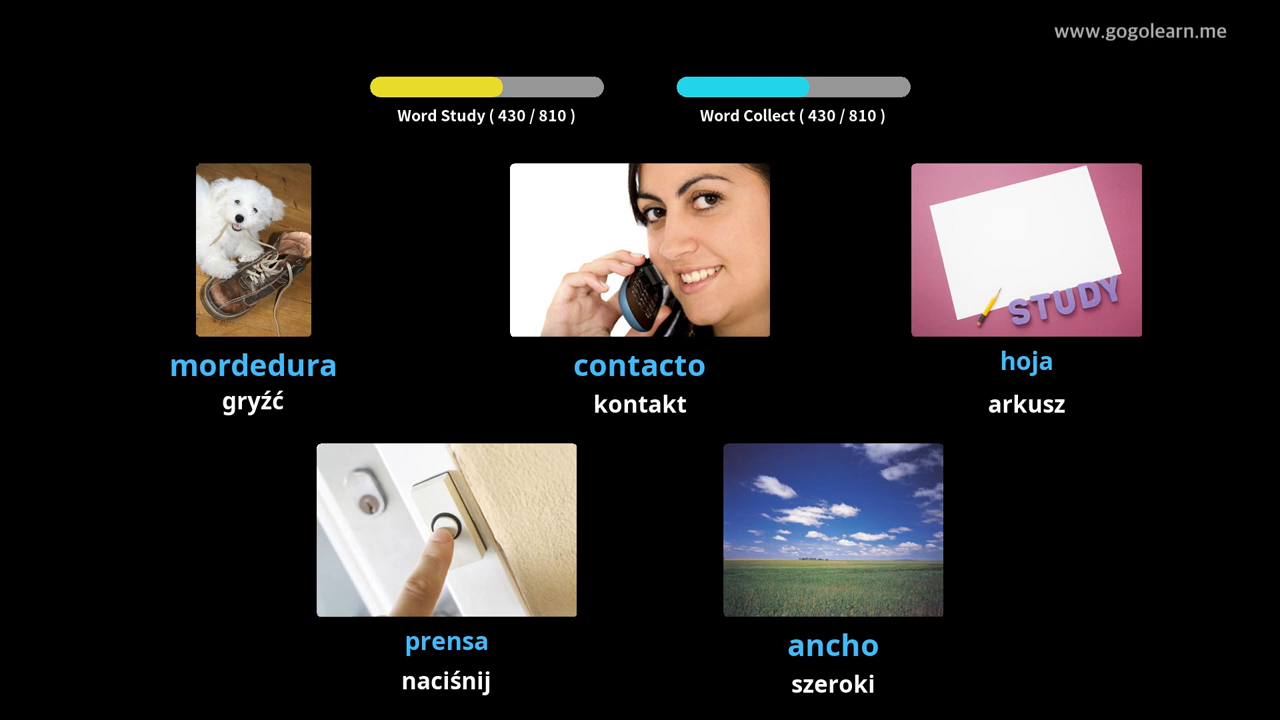 www.gogolearn.me
Word Study ( 430 / 810 )
Word Collect ( 430 / 810 )
STUDY
mordedura
gryźć
contacto
kontakt
hoja
arkusz
prensa
naciśnij
ancho
szeroki